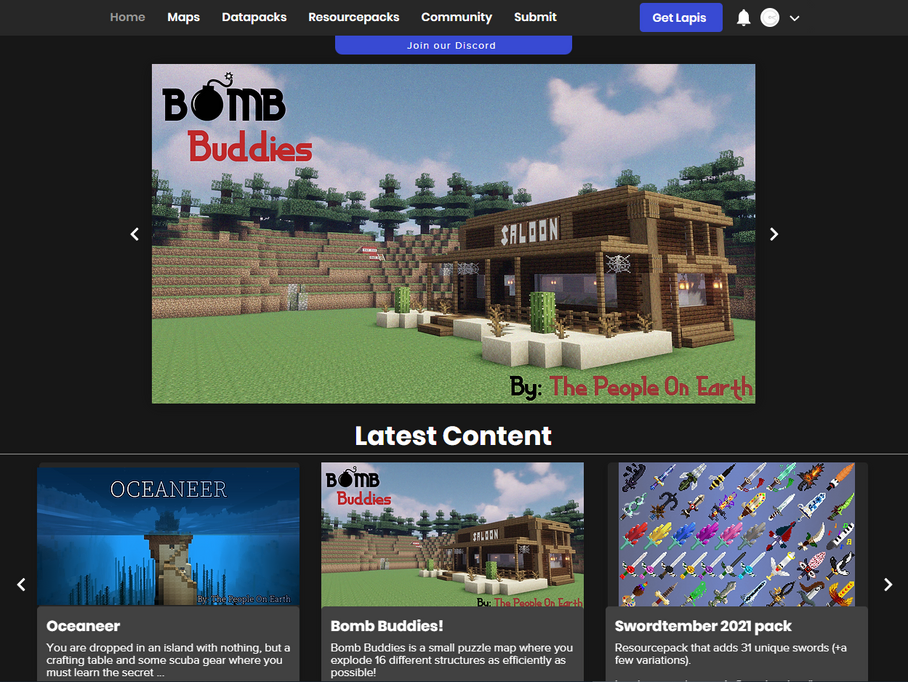 Home Maps Datapacks Resourcepacks Community Submit Get Lapis
Join our Discord
BOMB
Buddies
SALOON
By: The People On Earth
Latest Content
OCEANEER
By: The People On Earth
BOMB
Buddies
SALOON
By: The People On Earth
Oceaneer
You are dropped in an island with nothing, but a
crafting table and some scuba gear where you
must learn the secret ...
Bomb Buddies!
Bomb Buddies is a small puzzle map where you
explode 16 different structures as efficiently as
possible!
Swordtember 2021 pack
Resourcepack that adds 31 unique swords (+a
few variations).